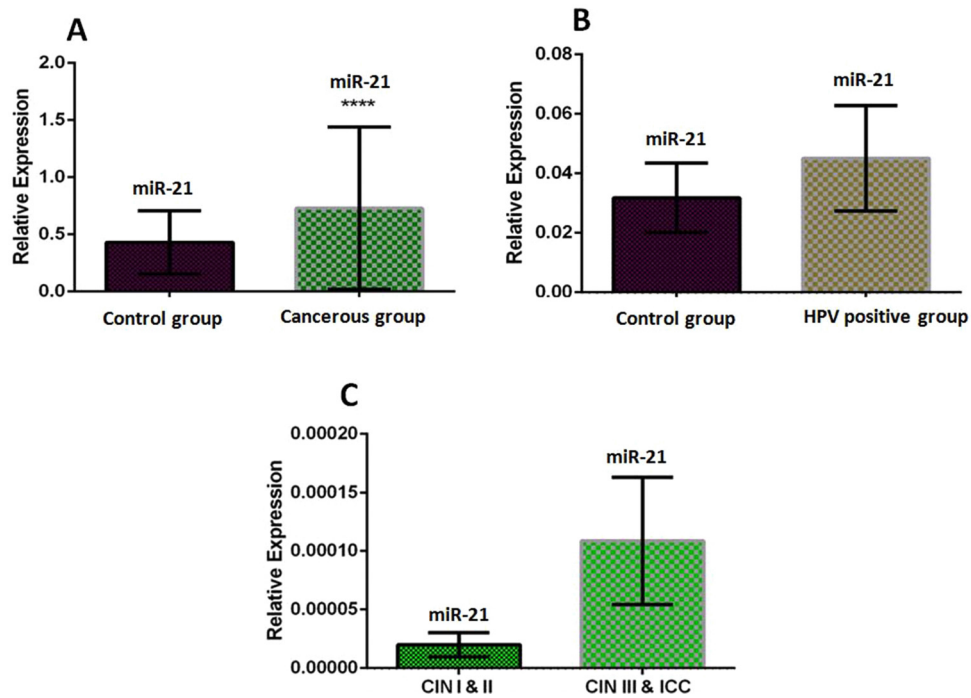 A
2.0
1.5
1.0
0.5
0.0
Relative Expression
miR-21
miR-21
****
Control group
Cancerous group
B
0.08
0.06
0.04
0.02
0.00
Relative Expression
miR-21
miR-21
Control group
HPV positive group
C
0.00020
0.00015
0.00010
0.00005
0.00000
Relative Expression
miR-21
miR-21
CIN I & II
CIN III & ICC